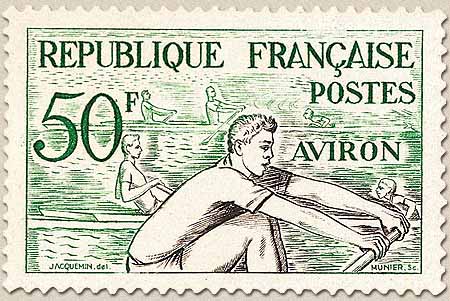 REPUBLIQUE FRANÇAISE
50F
POSTES
AVIRON
JACQUEMIN, del.
MUNIER, Sc.